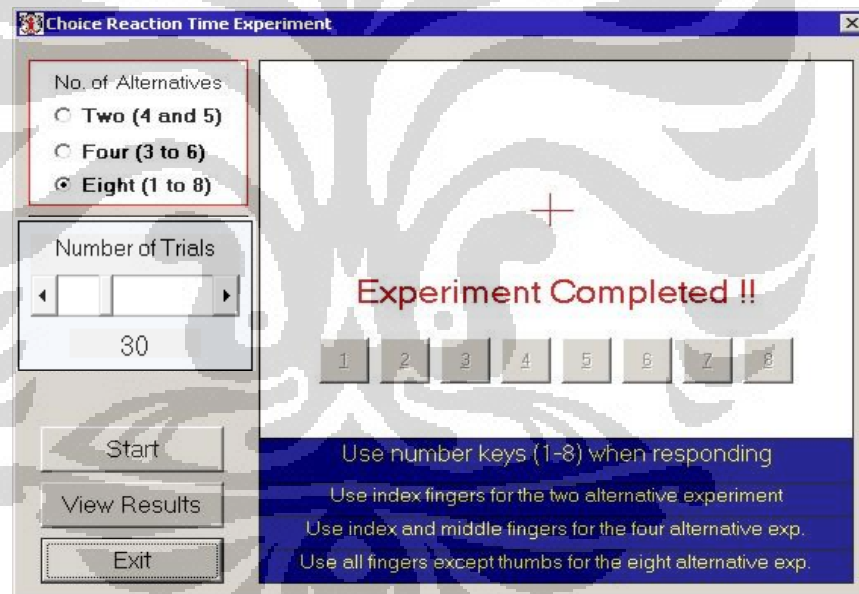 Choice Reaction Time Experiment
No. of Alternatives
Two (4 and 5)
Four (3 to 6)
Eight (1 to 8)
Number of Trials
30
Start
View Results
Exit
Experiment Completed !!
1 2 3 4 5 6 7 8
Use number keys (1-8) when responding
Use index fingers for the two alternative experiment
Use index and middle fingers for the four alternative exp.
Use all fingers except thumbs for the eight alternative exp.